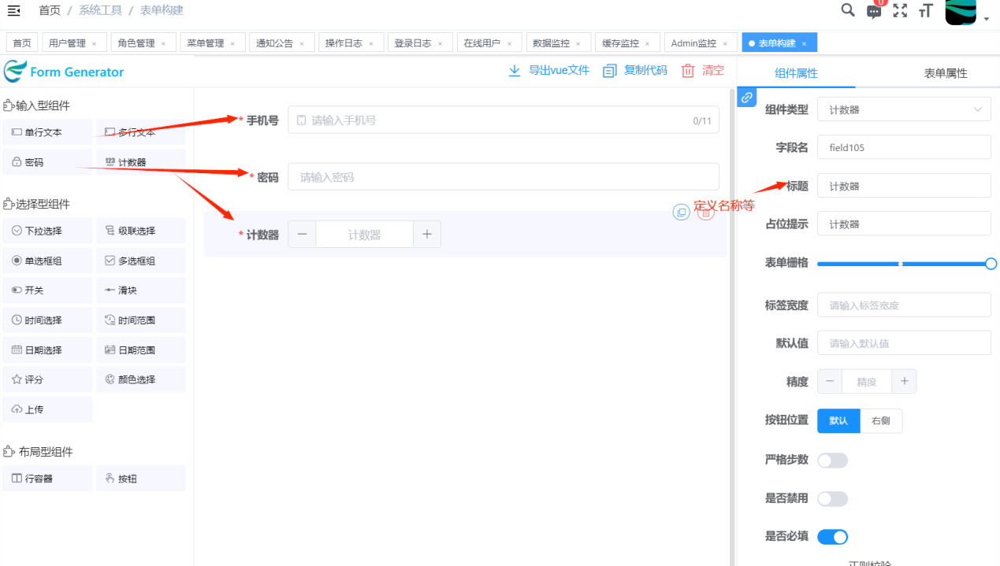 首页 / 系统工具 / 表单构建
0
首页
用户管理 ×
角色管理 ×
菜单管理 ×
通知公告 ×
操作日志 ×
登录日志 ×
在线用户 ×
数据监控 ×
缓存监控 ×
Admin监控 ×
表单构建 ×
Form Generator
导出vue文件
复制代码
清空
输入型组件
单行文本
多行文本
密码
123 计数器
选择型组件
下拉选择
级联选择
单选框组
多选框组
开关
滑块
时间选择
时间范围
日期选择
日期范围
评分
颜色选择
上传
布局型组件
行容器
按钮
* 手机号
请输入手机号
0/11
* 密码
请输入密码
* 计数器
− 计数器 +
定义名称等
组件属性
表单属性
组件类型
计数器
字段名
field105
标题
计数器
占位提示
计数器
表单栅格
标签宽度
请输入标签宽度
默认值
请输入默认值
精度
− 精度 +
按钮位置
默认
右侧
严格步数
是否禁用
是否必填
正则校验